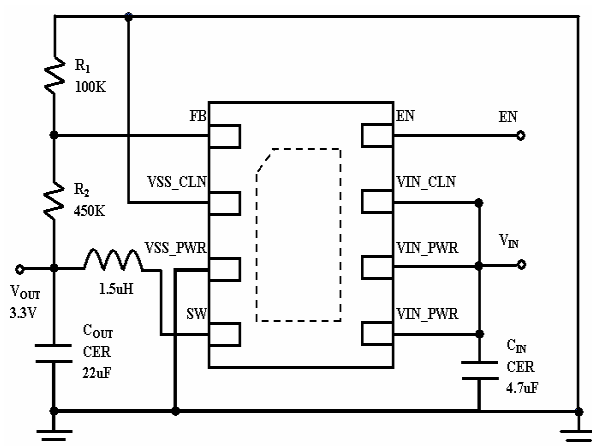 R1
100K
FB
EN
EN
R2
450K
VSS_CLN
VIN_CLN
VSS_PWR
VIN_PWR
VIN
VOUT
3.3V
1.5uH
SW
VIN_PWR
COUT
CER
22uF
CIN
CER
4.7uF